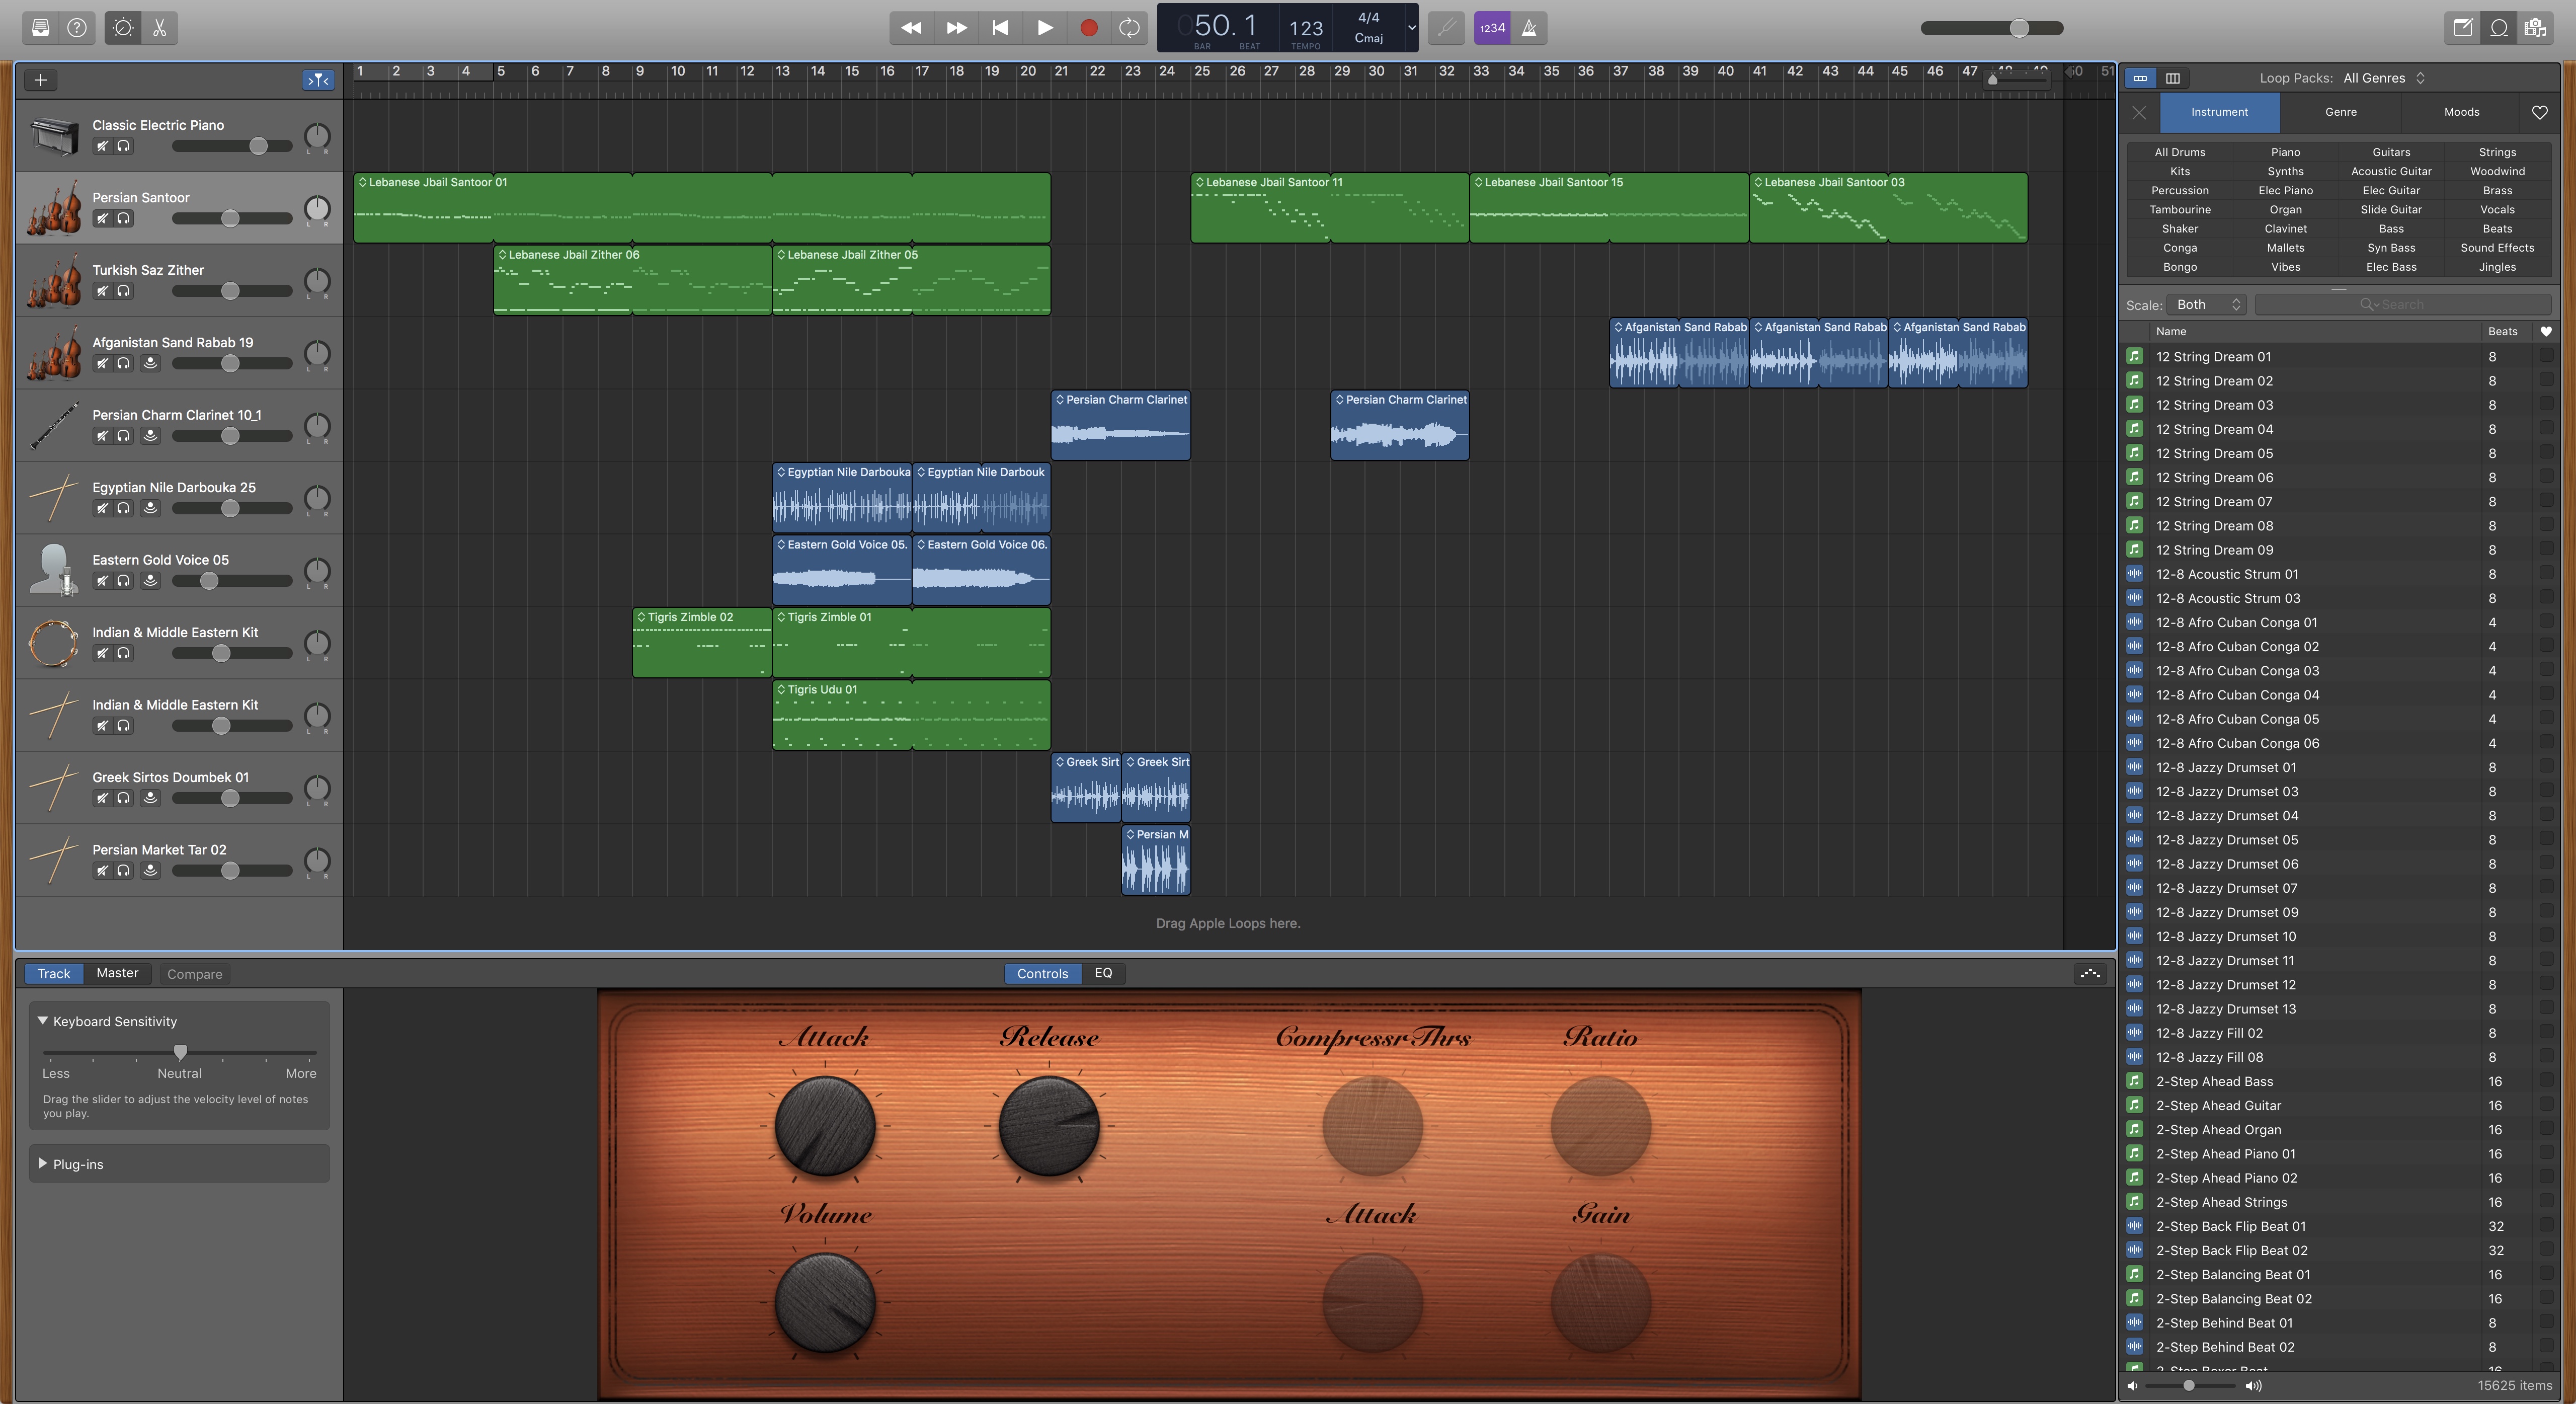 50.1 123 4/4
Cmaj
BAR BEAT TEMPO 1234
1 2 3 4 5 6 7 8 9 10 11 12 13 14 15 16 17 18 19 20 21 22 23 24 25 26 27 28 29 30 31 32 33 34 35 36 37 38 39 40 41 42 43 44 45 46 47 51
Classic Electric Piano
L R
Persian Santoor
L R
Lebanese Jbail Santoor 01 Lebanese Jbail Santoor 11 Lebanese Jbail Santoor 15 Lebanese Jbail Santoor 03
Turkish Saz Zither
L R
Lebanese Jbail Zither 06 Lebanese Jbail Zither 05
Afganistan Sand Rabab 19
L R
Afganistan Sand Rabab Afganistan Sand Rabab Afganistan Sand Rabab
Persian Charm Clarinet 10_1
L R
Persian Charm Clarinet Persian Charm Clarinet
Egyptian Nile Darbouka 25
L R
Egyptian Nile Darbouka Egyptian Nile Darbouk
Eastern Gold Voice 05
L R
Eastern Gold Voice 05. Eastern Gold Voice 06.
Indian & Middle Eastern Kit
L R
Tigris Zimble 02 Tigris Zimble 01
Indian & Middle Eastern Kit
L R
Tigris Udu 01
Greek Sirtos Doumbek 01
L R
Greek Sirt Greek Sirt
Persian Market Tar 02
L R
Persian M
Drag Apple Loops here.
Track Master Compare
Controls EQ
Keyboard Sensitivity
Less Neutral More
Drag the slider to adjust the velocity level of notes
you play.
Plug-ins
Attack Release CompressrThrs Ratio
Volume Attack Gain
Loop Packs: All Genres
Instrument Genre Moods
All Drums Piano Guitars Strings
Kits Synths Acoustic Guitar Woodwind
Percussion Elec Piano Elec Guitar Brass
Tambourine Organ Slide Guitar Vocals
Shaker Clavinet Bass Beats
Conga Mallets Syn Bass Sound Effects
Bongo Vibes Elec Bass Jingles
Scale: Both Search
Name Beats
12 String Dream 01 8
12 String Dream 02 8
12 String Dream 03 8
12 String Dream 04 8
12 String Dream 05 8
12 String Dream 06 8
12 String Dream 07 8
12 String Dream 08 8
12 String Dream 09 8
12-8 Acoustic Strum 01 8
12-8 Acoustic Strum 03 8
12-8 Afro Cuban Conga 01 4
12-8 Afro Cuban Conga 02 4
12-8 Afro Cuban Conga 03 4
12-8 Afro Cuban Conga 04 4
12-8 Afro Cuban Conga 05 4
12-8 Afro Cuban Conga 06 4
12-8 Jazzy Drumset 01 8
12-8 Jazzy Drumset 03 8
12-8 Jazzy Drumset 04 8
12-8 Jazzy Drumset 05 8
12-8 Jazzy Drumset 06 8
12-8 Jazzy Drumset 07 8
12-8 Jazzy Drumset 09 8
12-8 Jazzy Drumset 10 8
12-8 Jazzy Drumset 11 8
12-8 Jazzy Drumset 12 8
12-8 Jazzy Drumset 13 8
12-8 Jazzy Fill 02 8
12-8 Jazzy Fill 08 8
2-Step Ahead Bass 16
2-Step Ahead Guitar 16
2-Step Ahead Organ 16
2-Step Ahead Piano 01 16
2-Step Ahead Piano 02 16
2-Step Ahead Strings 16
2-Step Back Flip Beat 01 32
2-Step Back Flip Beat 02 32
2-Step Balancing Beat 01 16
2-Step Balancing Beat 02 16
2-Step Behind Beat 01 8
2-Step Behind Beat 02 8
15625 items